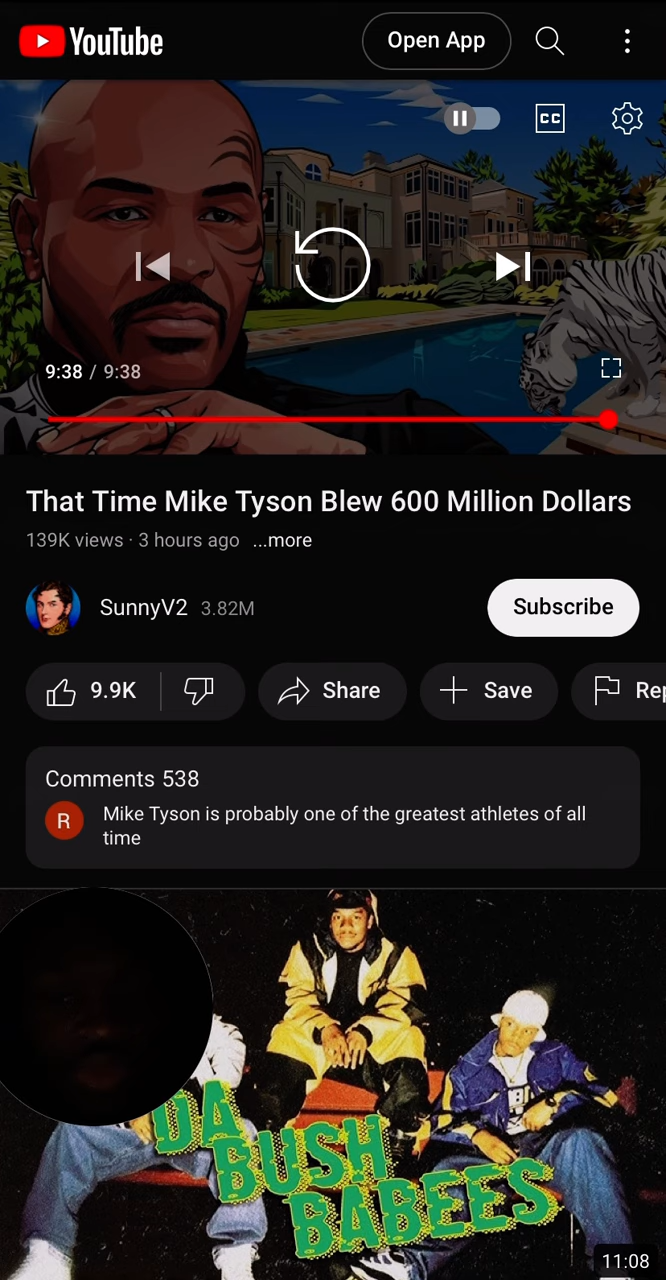 YouTube
Open App
CC
9:38 / 9:38
That Time Mike Tyson Blew 600 Million Dollars
139K views · 3 hours ago ...more
SunnyV2 3.82M
Subscribe
9.9K
Share
Save
Rep
Comments 538
R
Mike Tyson is probably one of the greatest athletes of all
time
DA
BUSH
BABEES
11:08